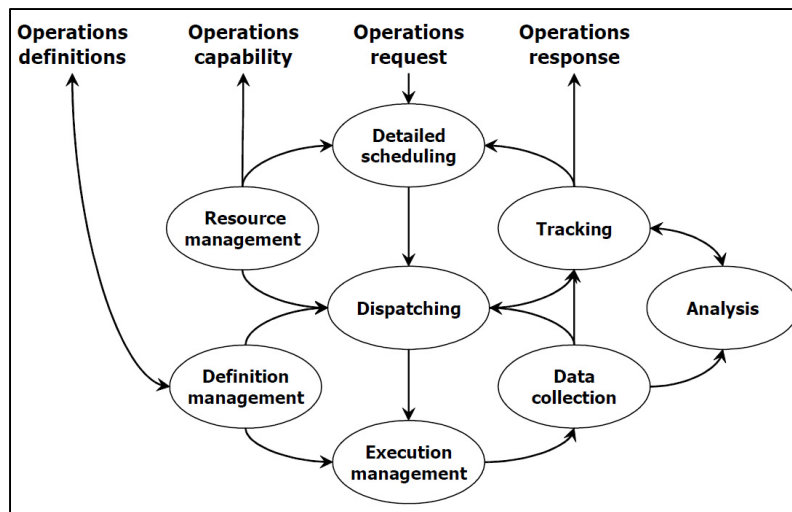 Operations
definitions
Operations
capability
Operations
request
Operations
response
Detailed
scheduling
Resource
management
Tracking
Dispatching
Analysis
Definition
management
Data
collection
Execution
management